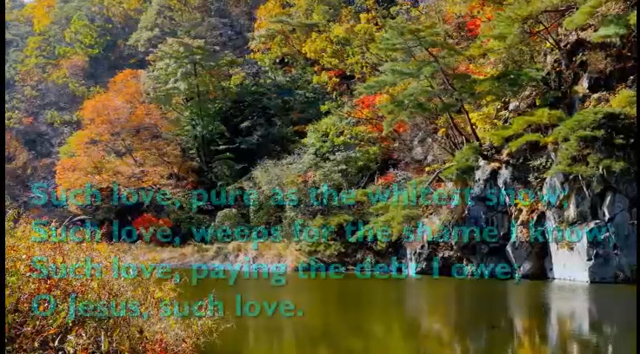 Such love, pure as the whitest snow;
Such love, weeps for the shame I know;
Such love, paying the debt I owe;
O Jesus, such love.